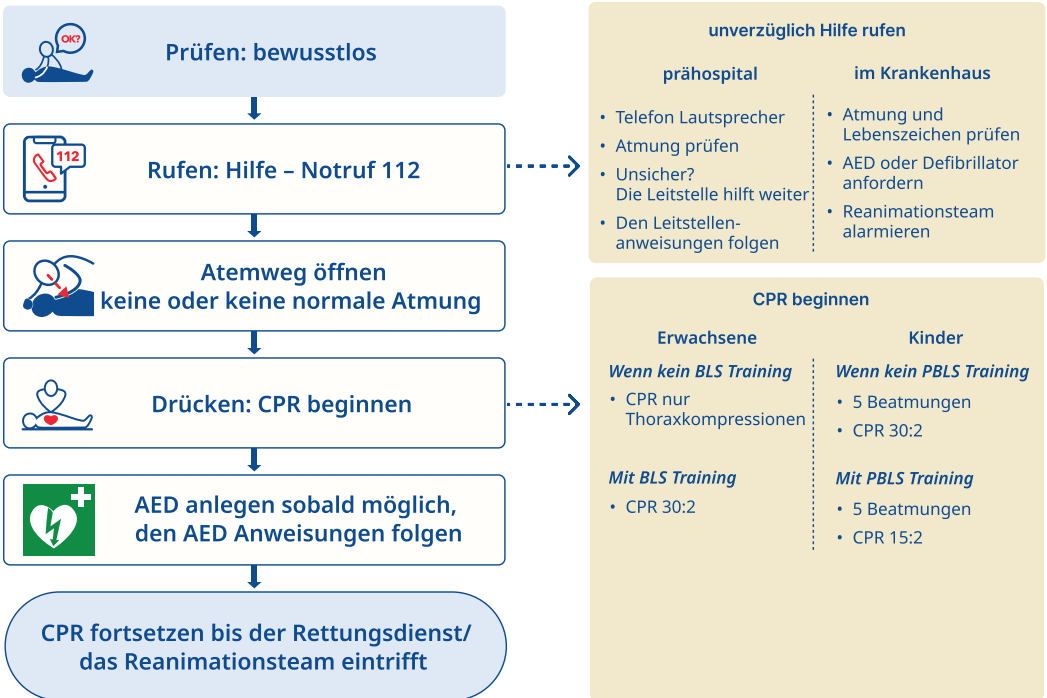 OK?
Prüfen: bewusstlos
112
Rufen: Hilfe – Notruf 112
Atemweg öffnen
keine oder keine normale Atmung
Drücken: CPR beginnen
AED anlegen sobald möglich,
den AED Anweisungen folgen
CPR fortsetzen bis der Rettungsdienst/
das Reanimationsteam eintrifft
unverzüglich Hilfe rufen
prähospital
• Telefon Lautsprecher
• Atmung prüfen
• Unsicher?
Die Leitstelle hilft weiter
• Den Leitstellen-
anweisungen folgen
im Krankenhaus
• Atmung und
Lebenszeichen prüfen
• AED oder Defibrillator
anfordern
• Reanimationsteam
alarmieren
CPR beginnen
Erwachsene
Wenn kein BLS Training
• CPR nur
Thoraxkompressionen
Mit BLS Training
• CPR 30:2
Kinder
Wenn kein PBLS Training
• 5 Beatmungen
• CPR 30:2
Mit PBLS Training
• 5 Beatmungen
• CPR 15:2